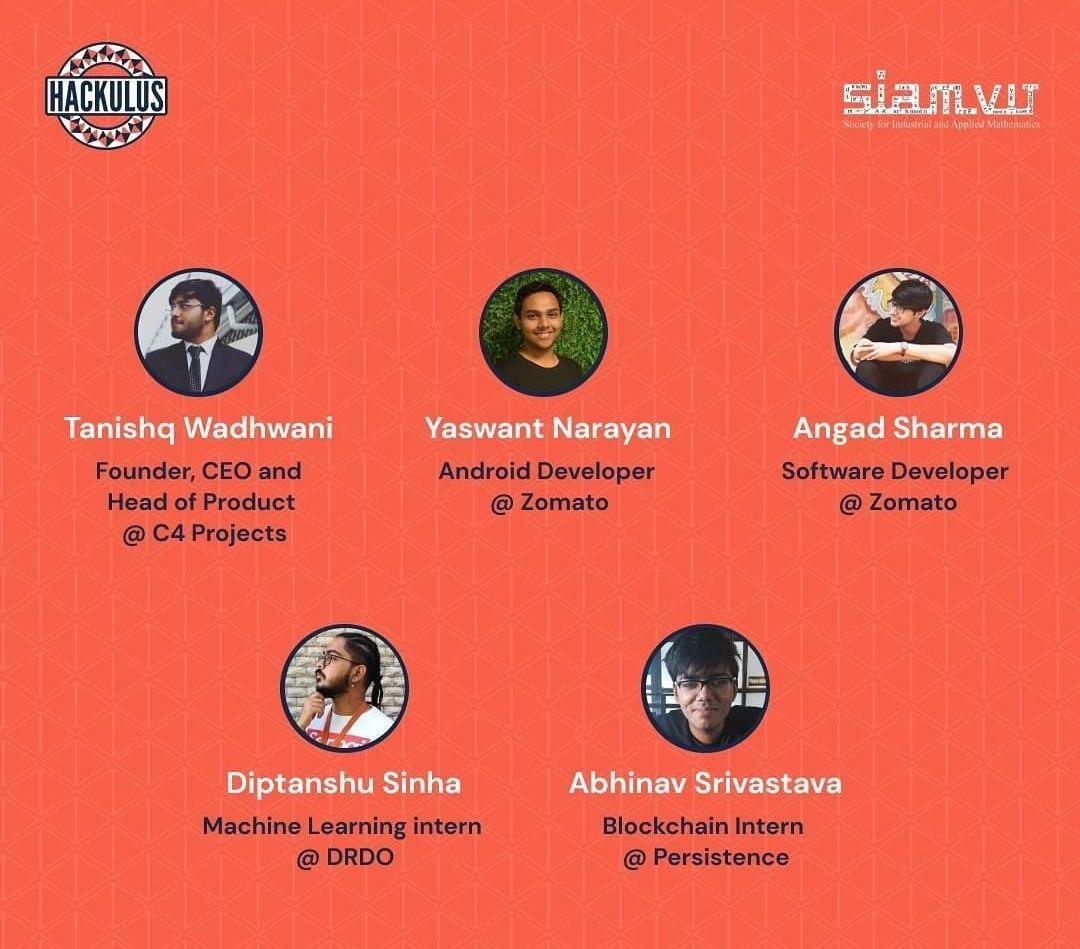 HACKULUS
siam.vit
Society for Industrial and Applied Mathematics
Tanishq Wadhwani
Founder, CEO and
Head of Product
@ C4 Projects
Yaswant Narayan
Android Developer
@ Zomato
Angad Sharma
Software Developer
@ Zomato
Diptanshu Sinha
Machine Learning intern
@ DRDO
Abhinav Srivastava
Blockchain Intern
@ Persistence